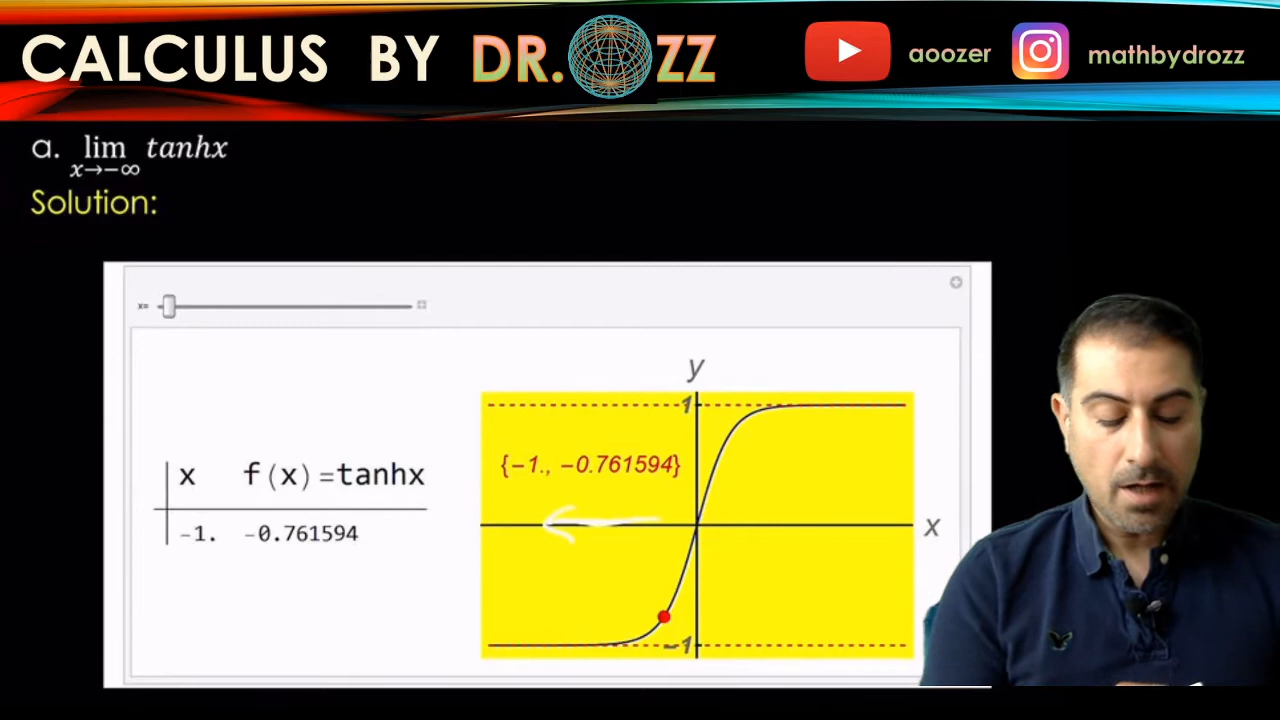 CALCULUS BY DR. ZZ
aoozer
mathbydrozz
a. lim tanhx
x→−∞
Solution:
x=
y
1
{−1., −0.761594}
x f(x)=tanhx
-1. -0.761594
x
−1